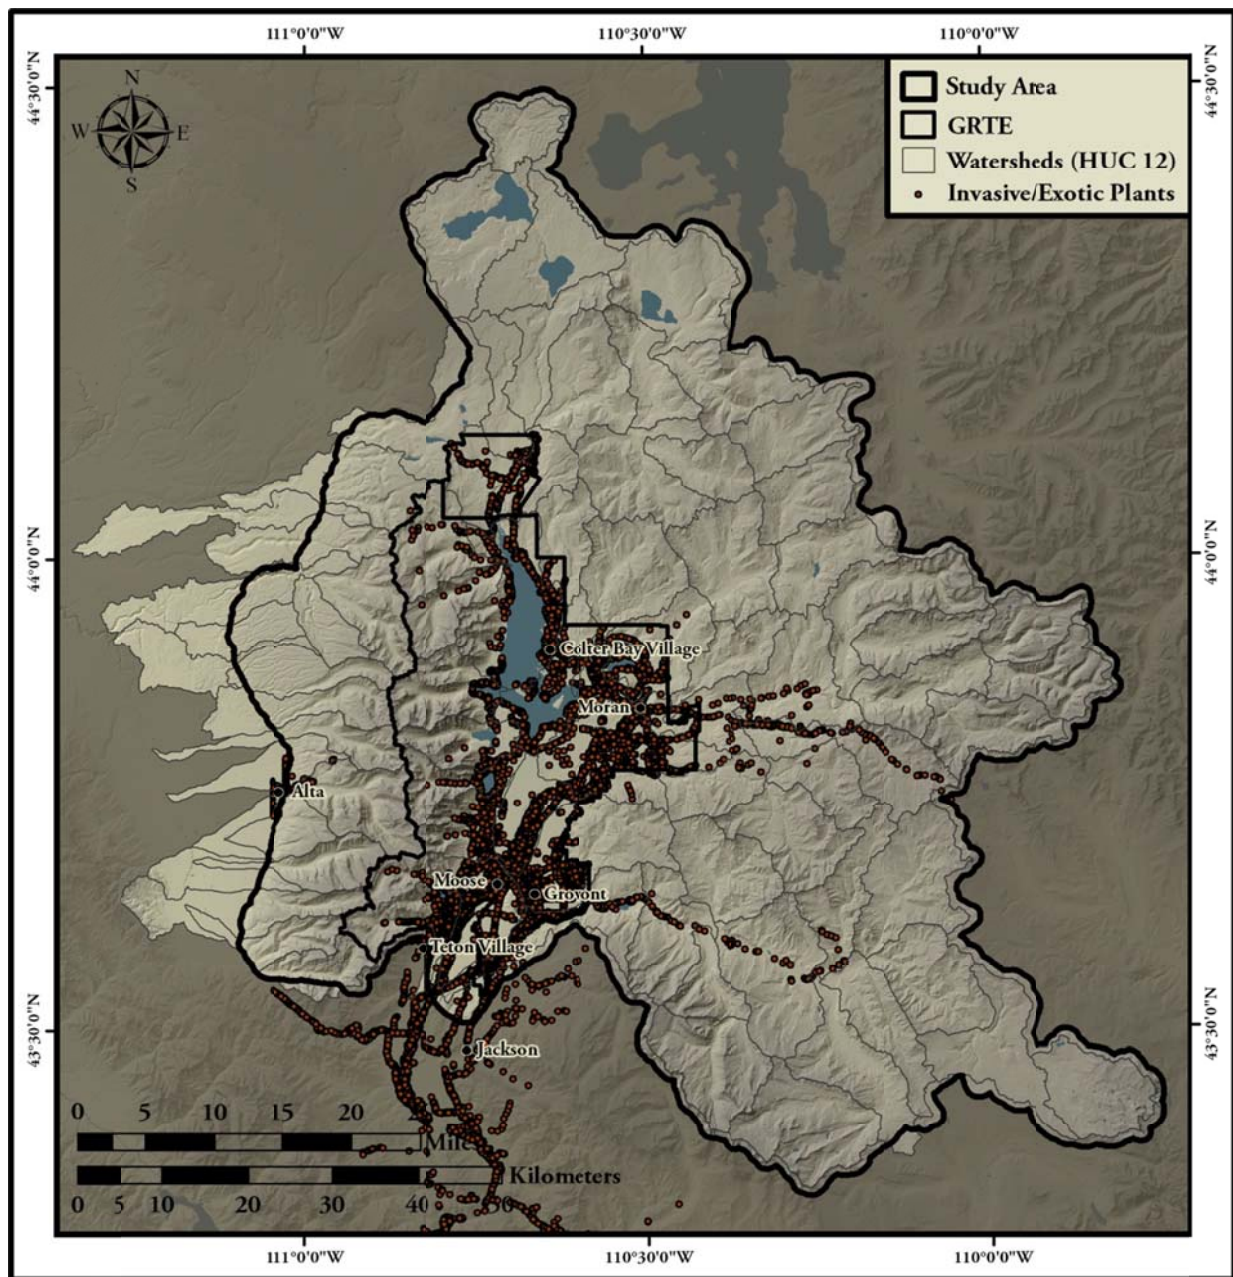 111°0'0"W 110°30'0"W 110°0'0"W
44°30'0"N 44°30'0"N
N
W E
S
Study Area
GRTE
Watersheds (HUC 12)
Invasive/Exotic Plants
44°0'0"N 44°0'0"N
Colter Bay Village
Moran
Alta
Moose
Grovont
Teton Village
43°30'0"N 43°30'0"N
Jackson
0 5 10 15 20
Kilometers
0 5 10 20 30 40
111°0'0"W 110°30'0"W 110°0'0"W